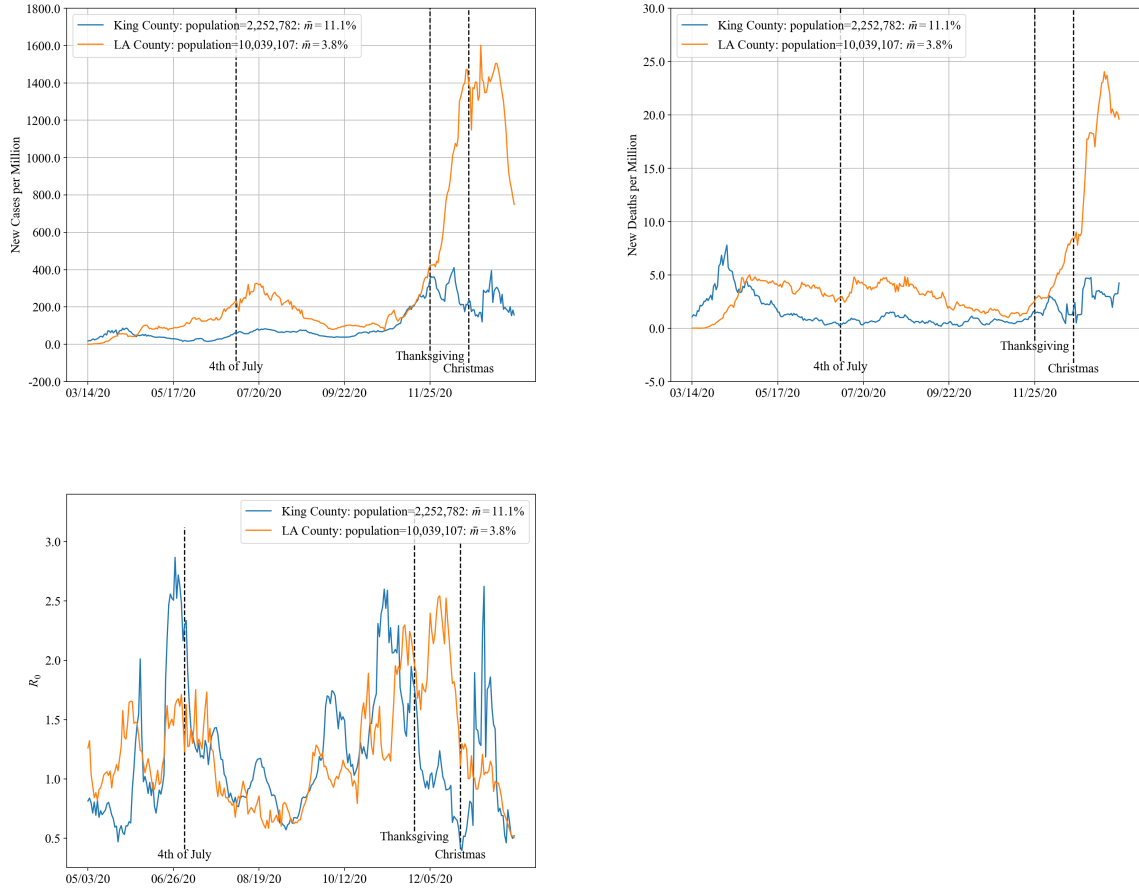 1800.0
1600.0
1400.0
1200.0
1000.0
800.0
600.0
400.0
200.0
0.0
-200.0
New Cases per Million
King County: population=2,252,782: m̄ = 11.1%
LA County: population=10,039,107: m̄ = 3.8%
4th of July
Thanksgiving
Christmas
03/14/20 05/17/20 07/20/20 09/22/20 11/25/20
30.0
25.0
20.0
15.0
10.0
5.0
0.0
-5.0
New Deaths per Million
King County: population=2,252,782: m̄ = 11.1%
LA County: population=10,039,107: m̄ = 3.8%
Thanksgiving
4th of July
Christmas
03/14/20 05/17/20 07/20/20 09/22/20 11/25/20
3.0
2.5
2.0
1.5
1.0
0.5
R₀
King County: population=2,252,782: m̄ = 11.1%
LA County: population=10,039,107: m̄ = 3.8%
Thanksgiving
4th of July
Christmas
05/03/20 06/26/20 08/19/20 10/12/20 12/05/20